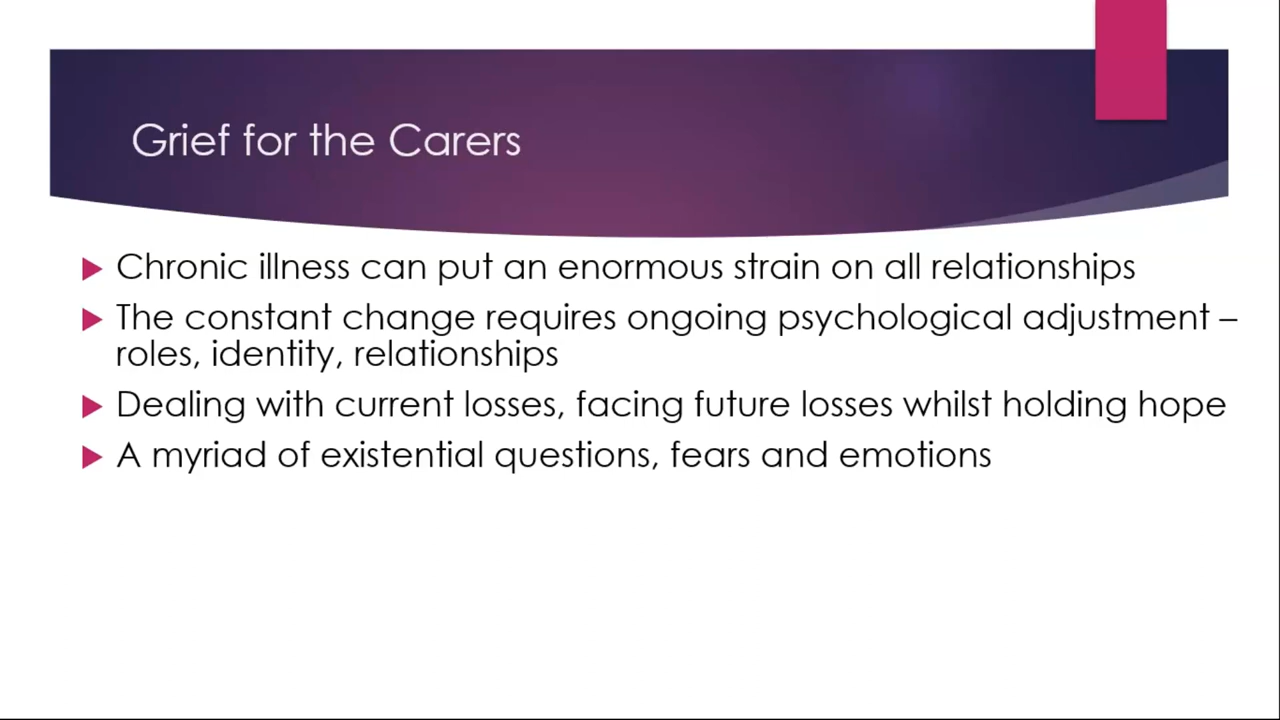 Grief for the Carers
Chronic illness can put an enormous strain on all relationships
The constant change requires ongoing psychological adjustment –
roles, identity, relationships
Dealing with current losses, facing future losses whilst holding hope
A myriad of existential questions, fears and emotions